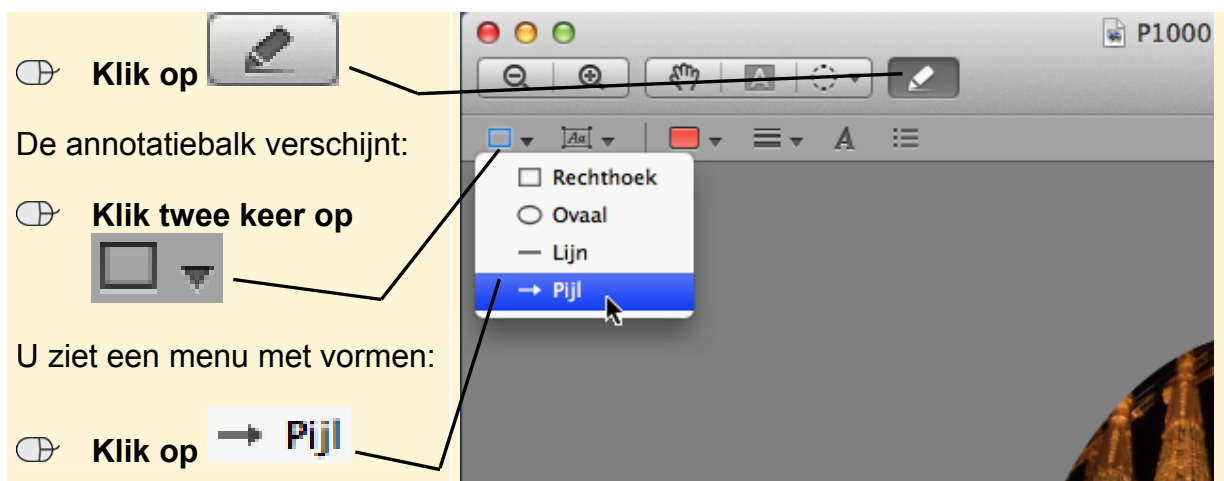 Klik op
De annotatiebalk verschijnt:
Klik twee keer op
U ziet een menu met vormen:
Klik op → Pijl
P1000
A
Aa
A
Rechthoek
Ovaal
Lijn
Pijl